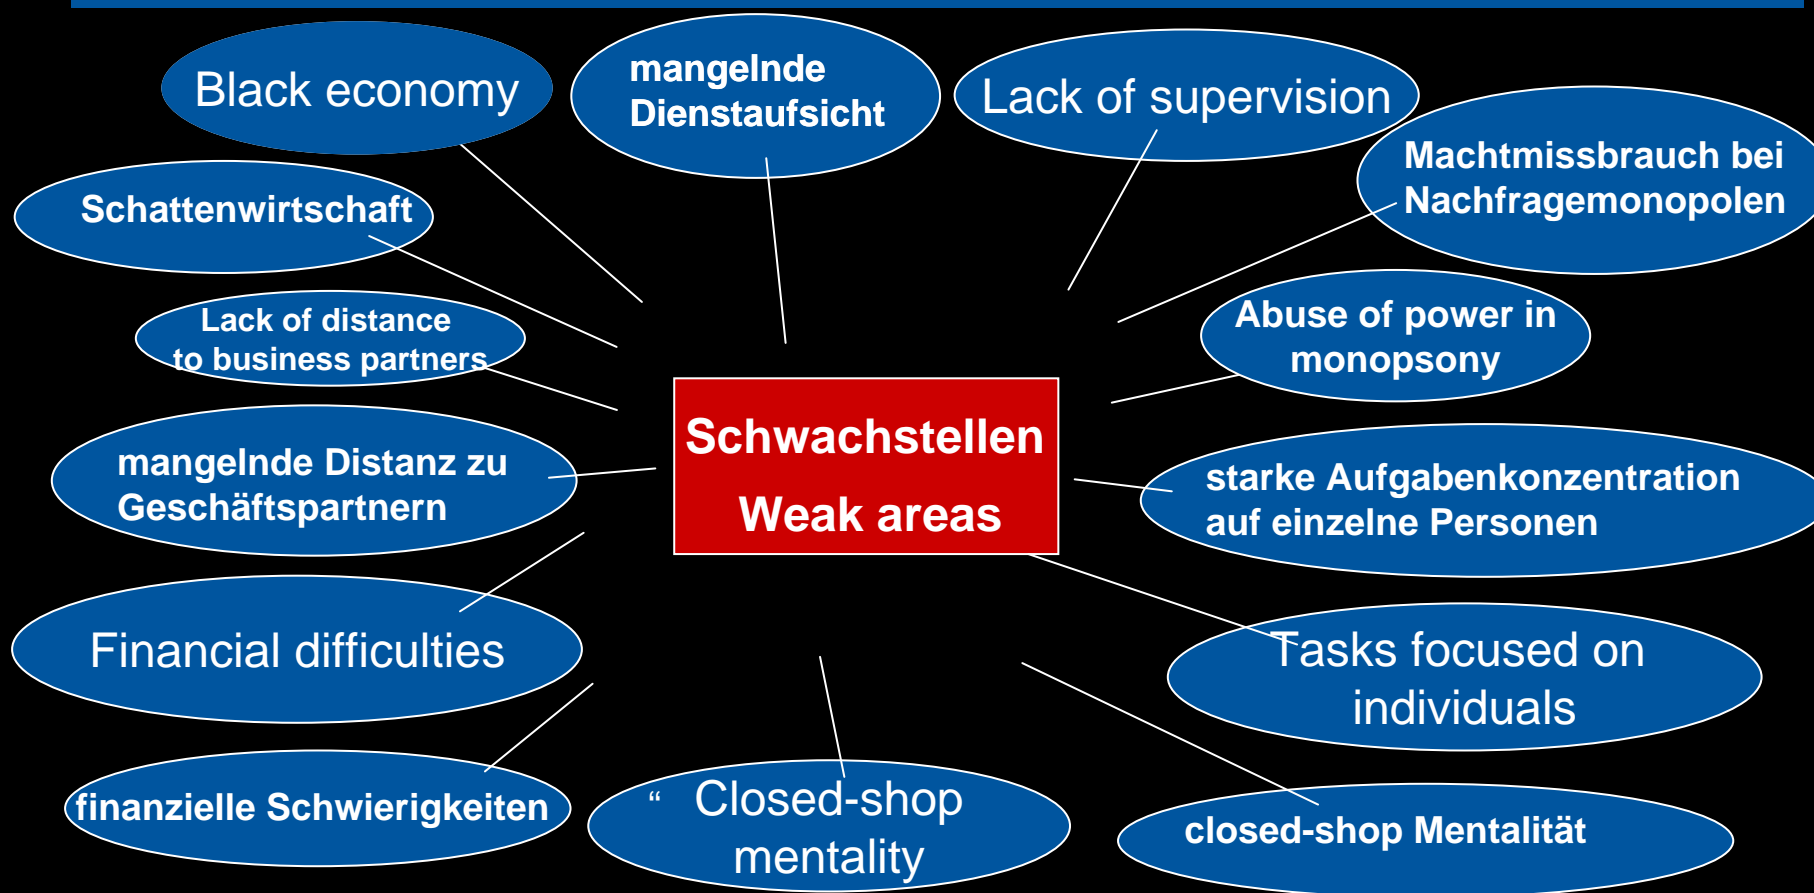 Black economy
mangelnde
Dienstaufsicht
Lack of supervision
Machtmissbrauch bei
Nachfragemonopolen
Schattenwirtschaft
Lack of distance
to business partners
Abuse of power in
monopsony
Schwachstellen
Weak areas
mangelnde Distanz zu
Geschäftspartnern
starke Aufgabenkonzentration
auf einzelne Personen
Financial difficulties
Tasks focused on
individuals
finanzielle Schwierigkeiten
“ Closed-shop
mentality
closed-shop Mentalität